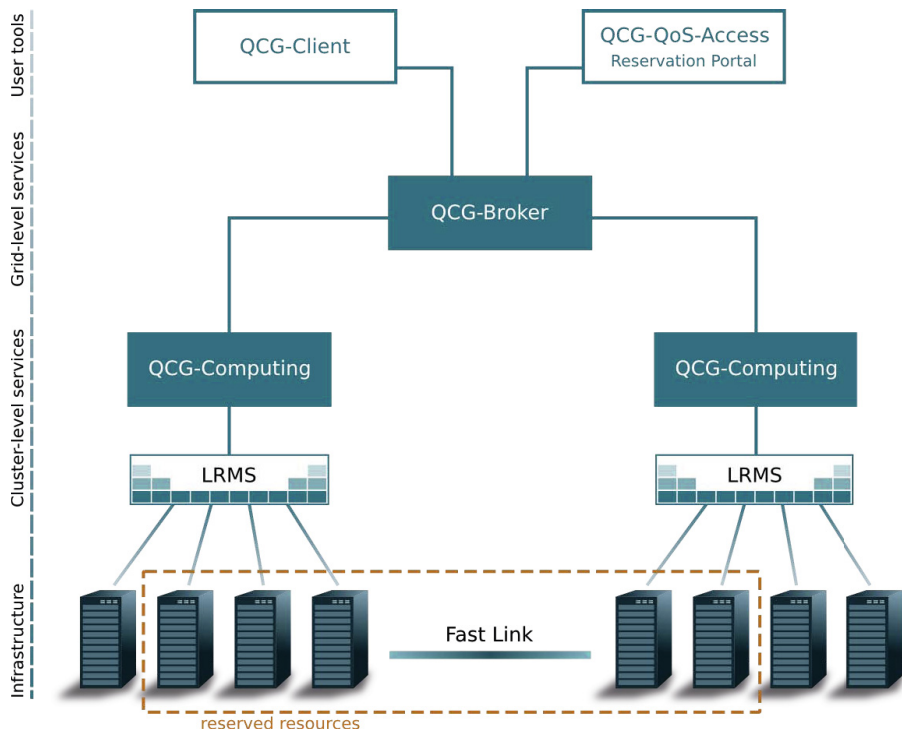 User tools
QCG-Client
QCG-QoS-Access
Reservation Portal
Grid-level services
QCG-Broker
Cluster-level services
QCG-Computing
QCG-Computing
LRMS
LRMS
Infrastructure
Fast Link
reserved resources